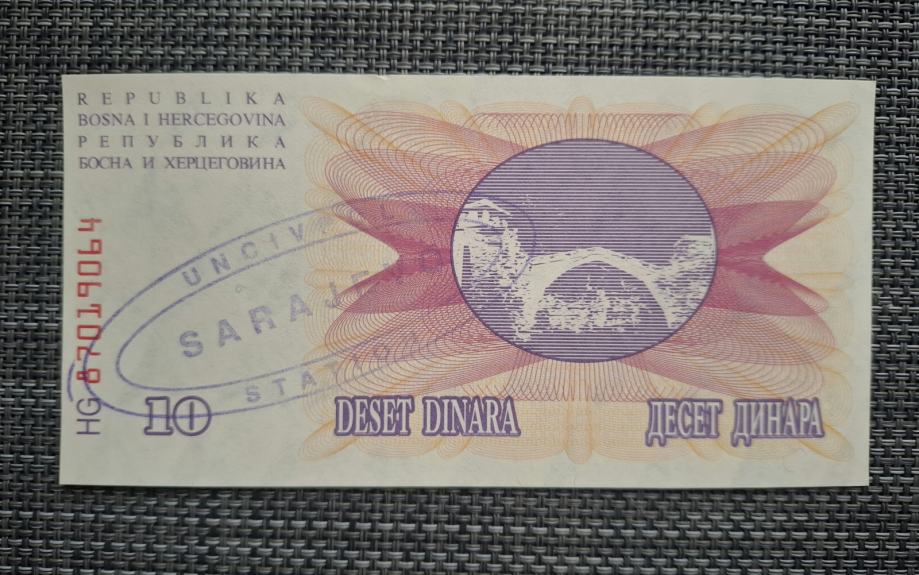 REPUBLIKA
BOSNA I HERCEGOVINA
РЕПУБЛИКА
БОСНА И ХЕРЦЕГОВИНА
HG 87019064
SARAJEVO
10
DESET DINARA
ДЕСЕТ ДИНАРА